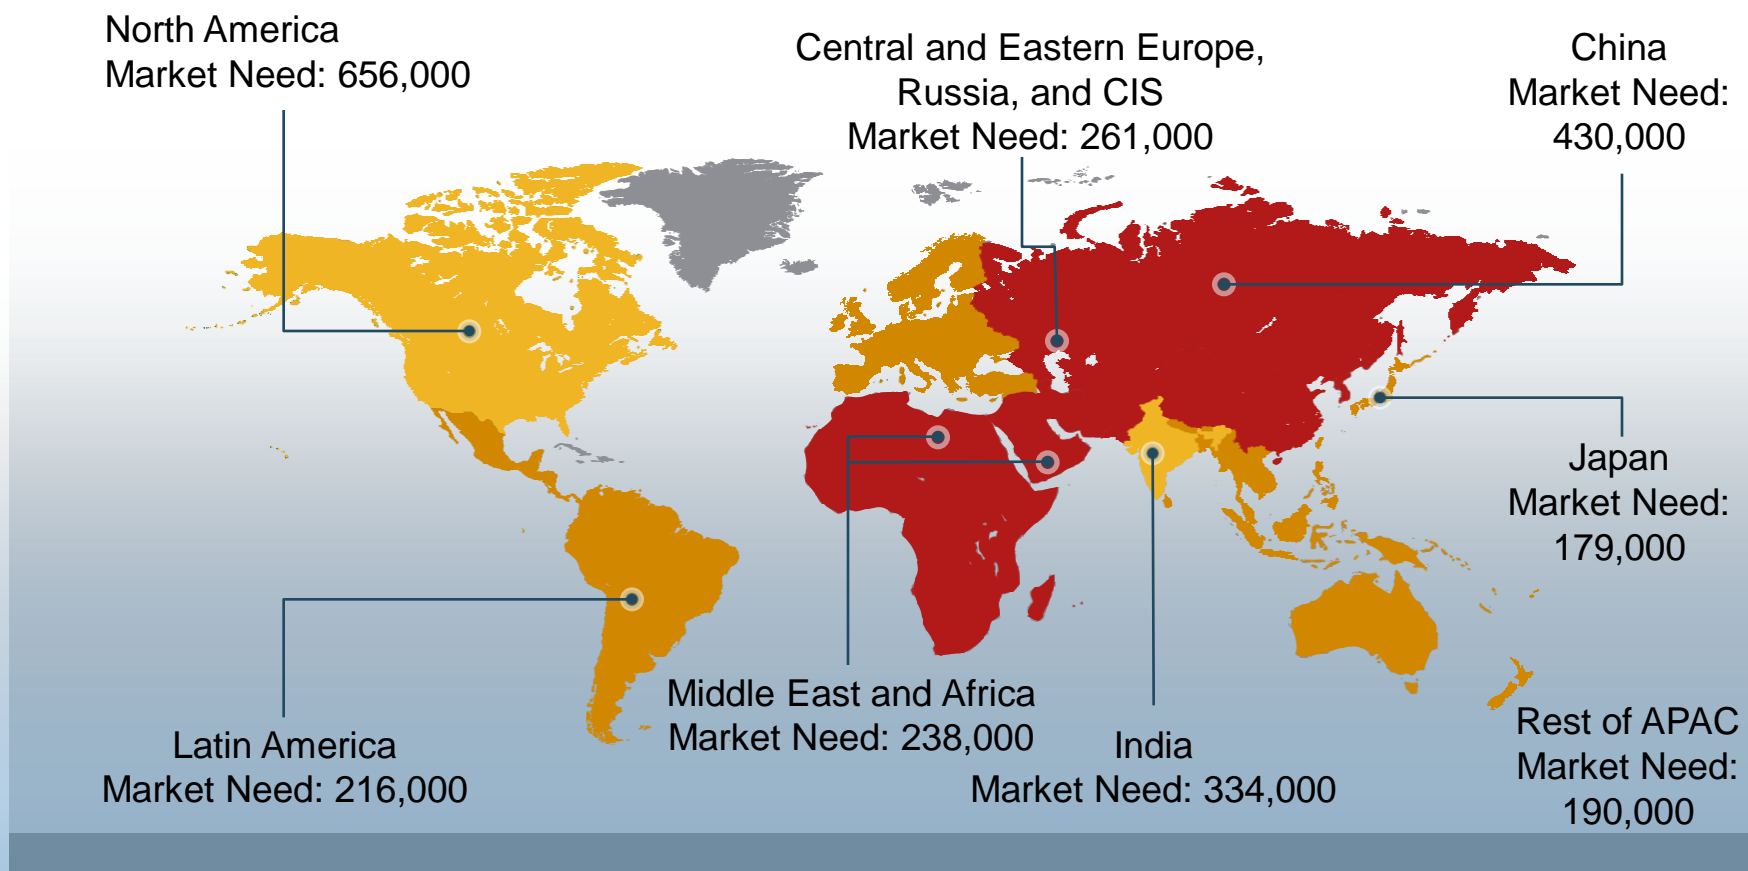 North America
Market Need: 656,000
Central and Eastern Europe,
Russia, and CIS
Market Need: 261,000
China
Market Need:
430,000
Japan
Market Need:
179,000
Middle East and Africa
Market Need: 238,000
Latin America
Market Need: 216,000
India
Market Need: 334,000
Rest of APAC
Market Need:
190,000